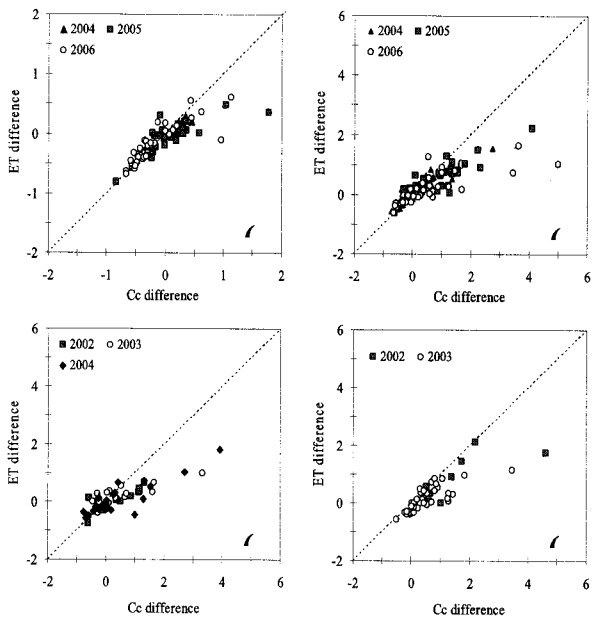 2
▲ 2004 ▩ 2005
○ 2006
1
0
-1
-2
-2 -1 0 1 2
ET difference
Cc difference
6
▲ 2004 ▩ 2005
○ 2006
4
2
0
-2
-2 0 2 4 6
ET difference
Cc difference
6
▩ 2002 ○ 2003
◆ 2004
4
2
0
-2
-2 0 2 4 6
ET difference
Cc difference
6
▩ 2002 ○ 2003
4
2
0
-2
-2 0 2 4 6
ET difference
Cc difference